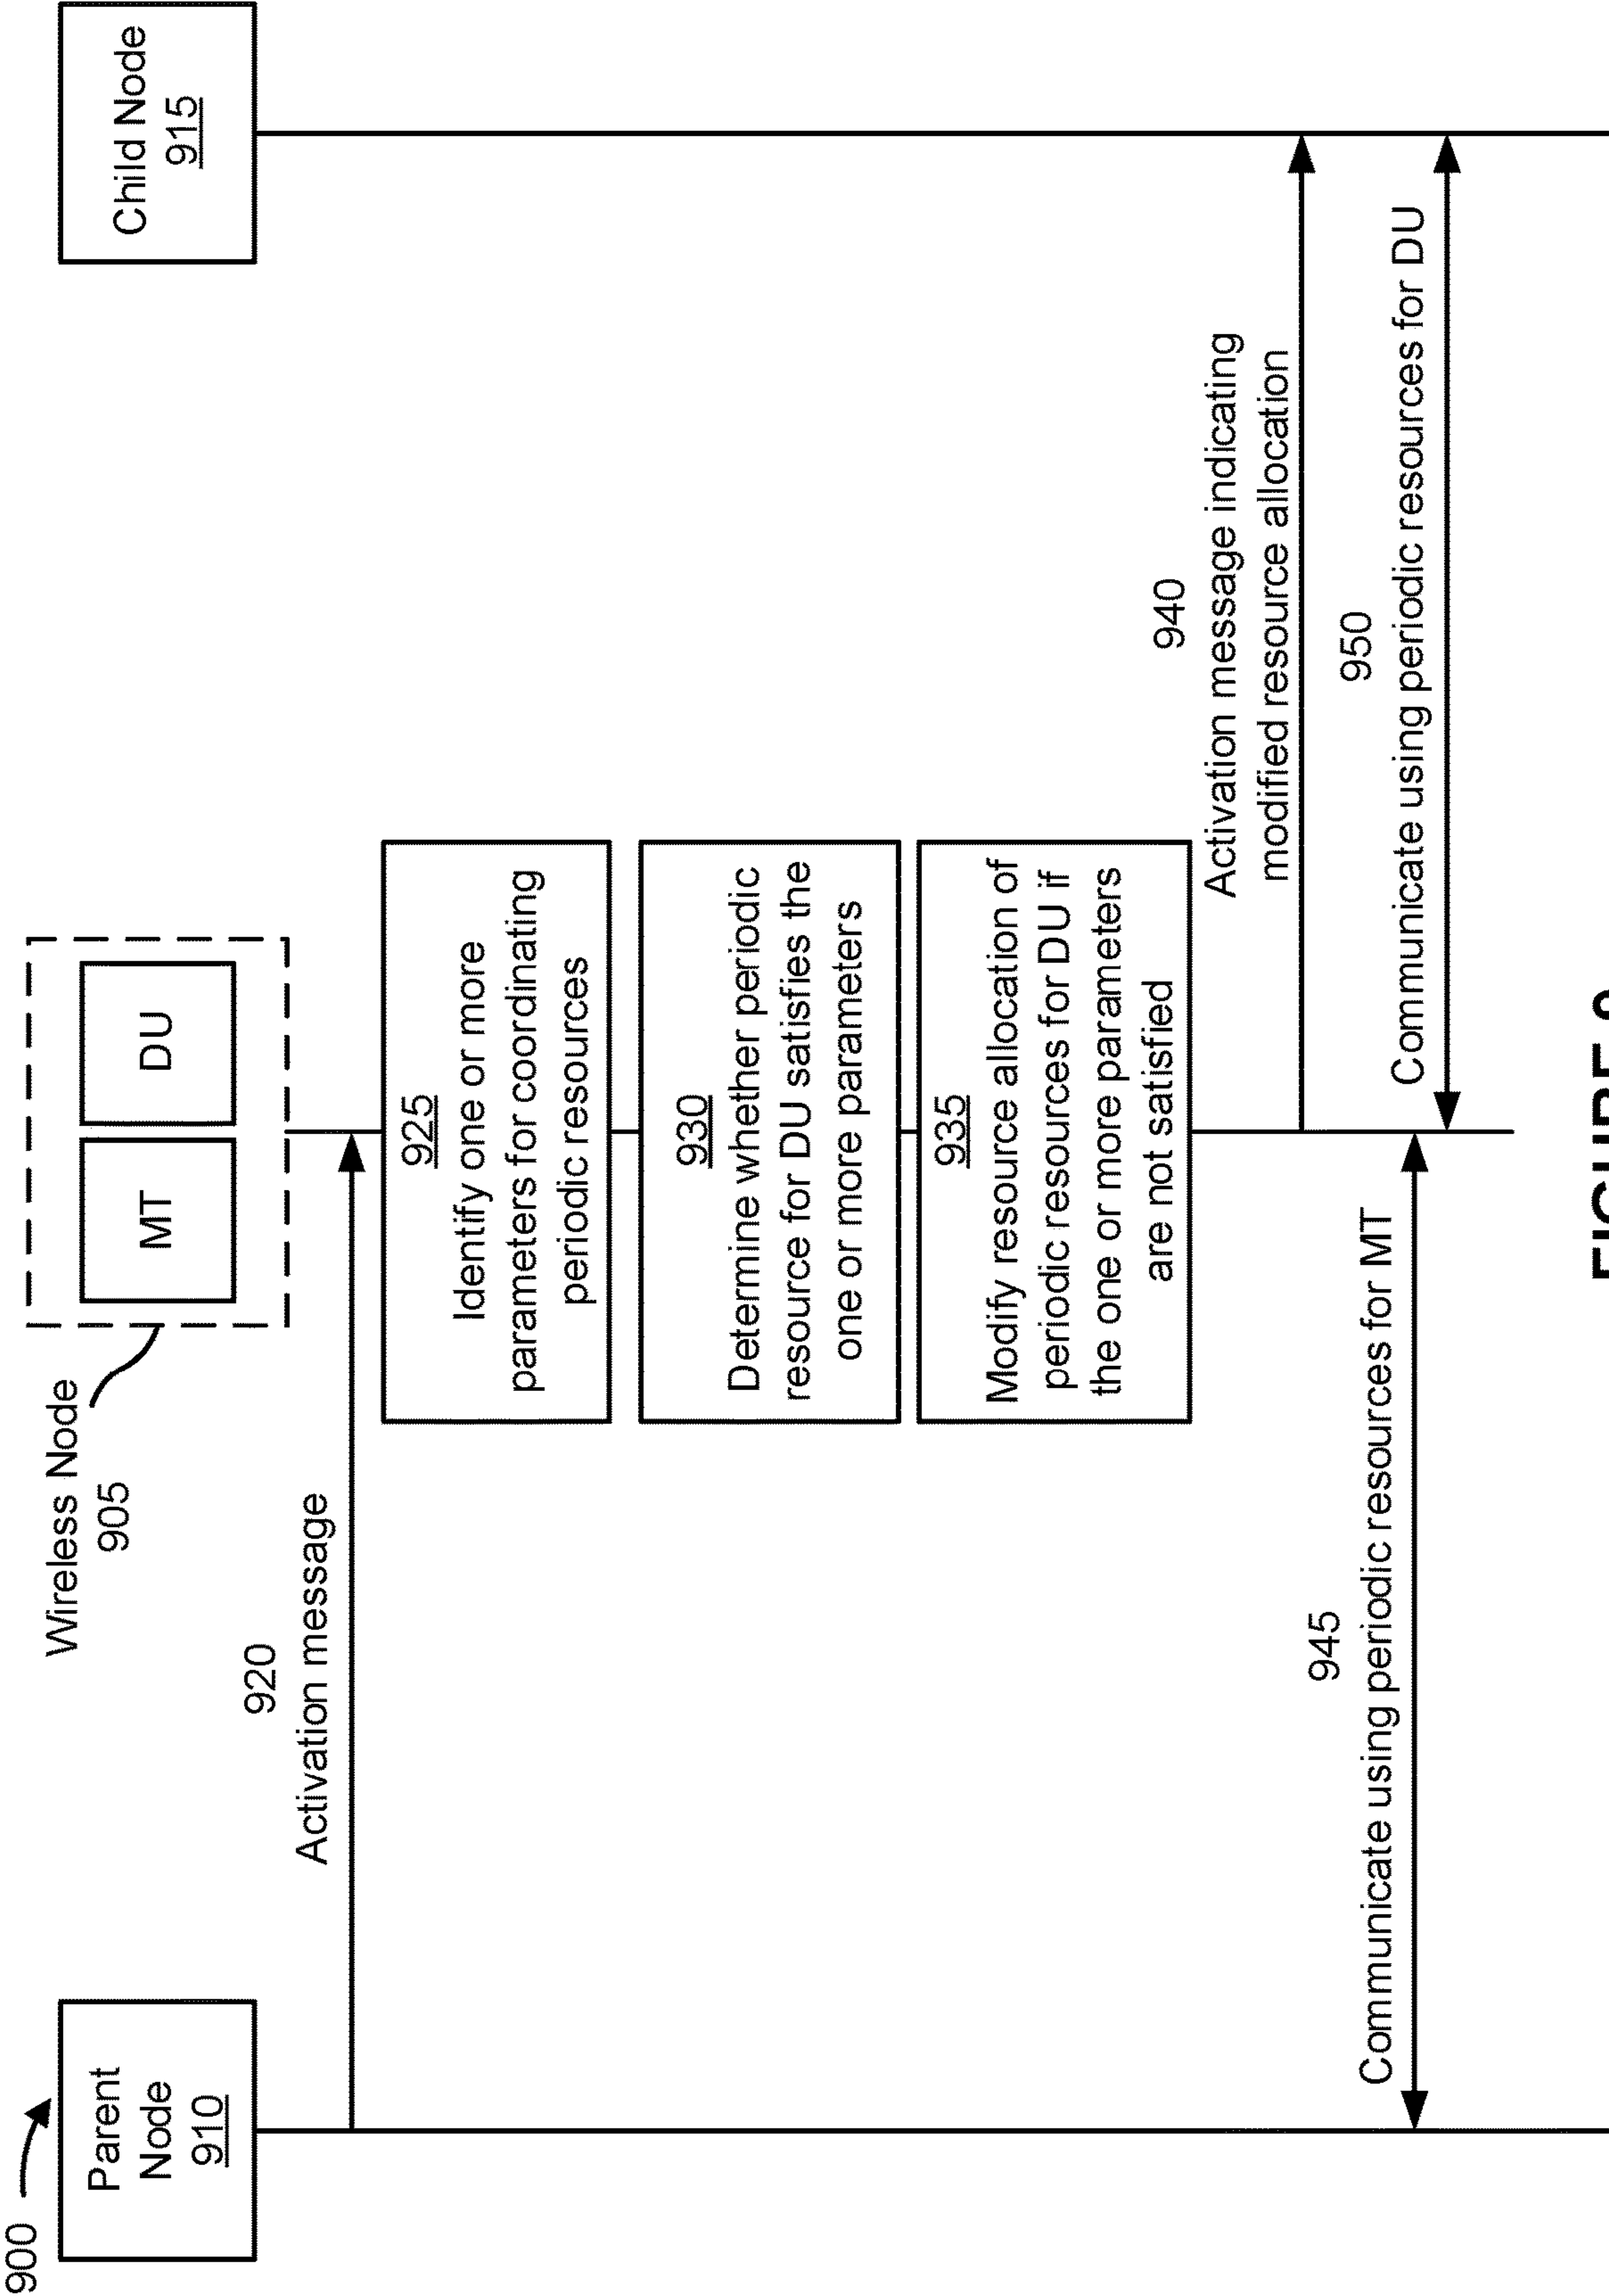 900
Parent
Node
910
Wireless Node
905
MT
DU
Child Node
915
920
Activation message
925
Identify one or more
parameters for coordinating
periodic resources
930
Determine whether periodic
resource for DU satisfies the
one or more parameters
935
Modify resource allocation of
periodic resources for DU if
the one or more parameters
are not satisfied
940
Activation message indicating
modified resource allocation
945
Communicate using periodic resources for MT
950
Communicate using periodic resources for DU